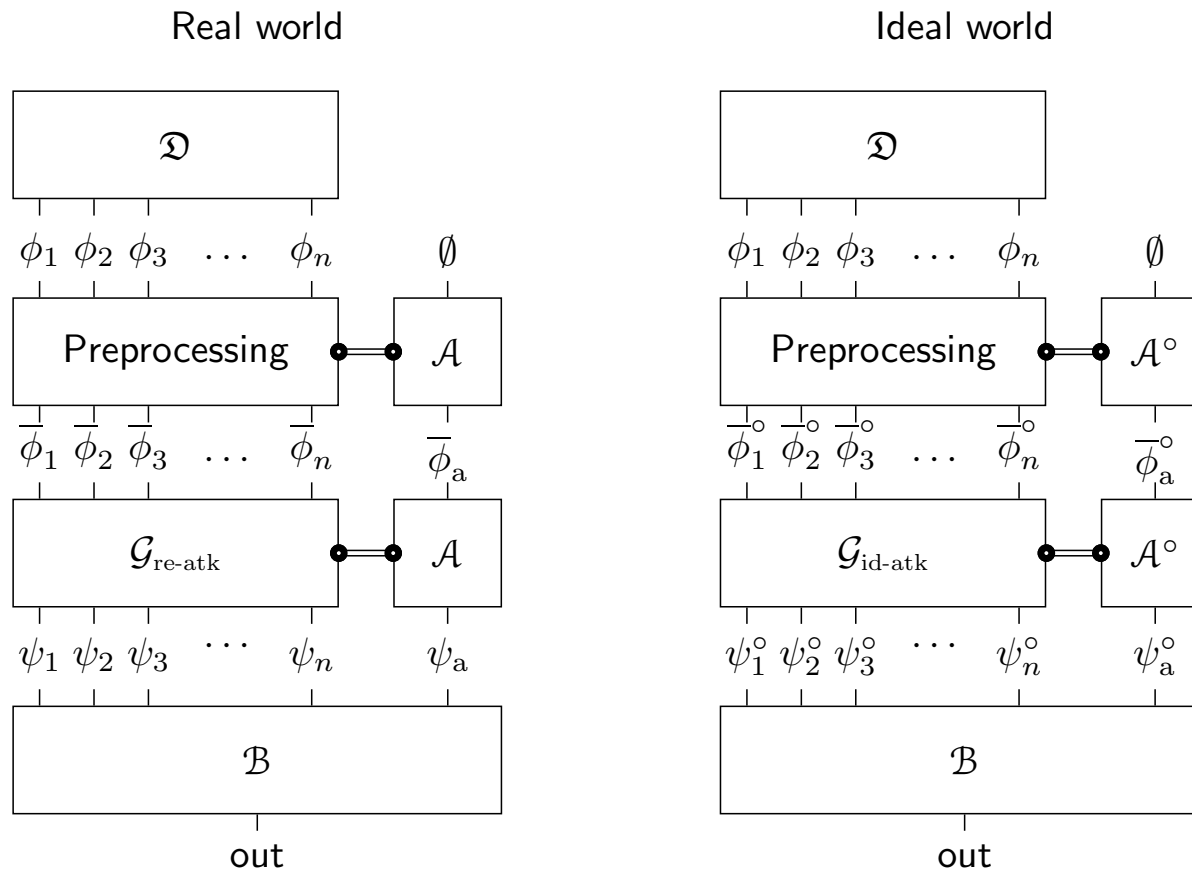 Real world Ideal world
𝔇 𝔇
ϕ₁ ϕ₂ ϕ₃ ... ϕₙ ∅ ϕ₁ ϕ₂ ϕ₃ ... ϕₙ ∅
Preprocessing 𝒜 Preprocessing 𝒜°
ϕ̅₁ ϕ̅₂ ϕ̅₃ ... ϕ̅ₙ ϕ̅ₐ ϕ̅₁° ϕ̅₂° ϕ̅₃° ... ϕ̅ₙ° ϕ̅ₐ°
𝒢re-atk 𝒜 𝒢id-atk 𝒜°
ψ₁ ψ₂ ψ₃ ... ψₙ ψₐ ψ₁° ψ₂° ψ₃° ... ψₙ° ψₐ°
ℬ ℬ
out out